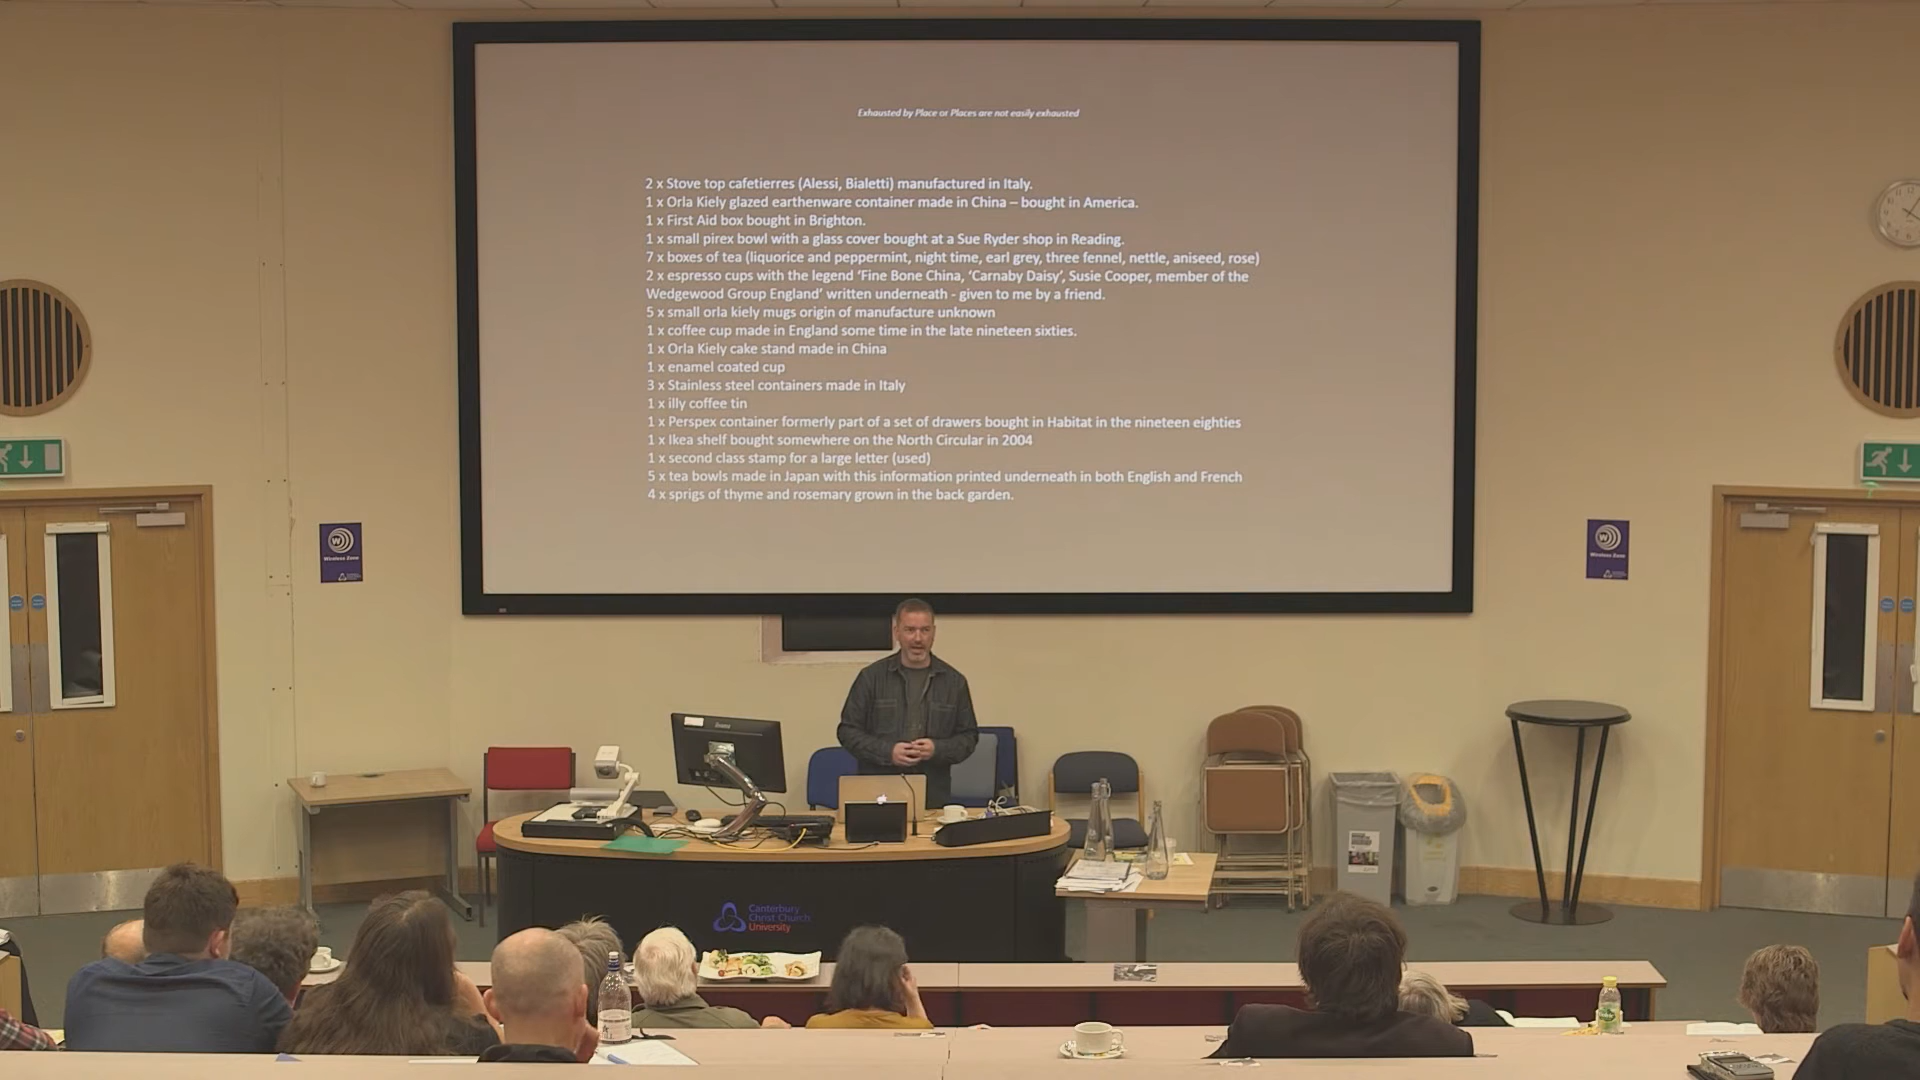 Exhausted by Place or Places are not easily exhausted
2 x Stove top cafetierres (Alessi, Bialetti) manufactured in Italy.
1 x Orla Kiely glazed earthenware container made in China – bought in America.
1 x First Aid box bought in Brighton.
1 x small pirex bowl with a glass cover bought at a Sue Ryder shop in Reading.
7 x boxes of tea (liquorice and peppermint, night time, earl grey, three fennel, nettle, aniseed, rose)
2 x espresso cups with the legend ‘Fine Bone China, ‘Carnaby Daisy’, Susie Cooper, member of the
Wedgewood Group England’ written underneath - given to me by a friend.
5 x small orla kiely mugs origin of manufacture unknown
1 x coffee cup made in England some time in the late nineteen sixties.
1 x Orla Kiely cake stand made in China
1 x enamel coated cup
3 x Stainless steel containers made in Italy
1 x illy coffee tin
1 x Perspex container formerly part of a set of drawers bought in Habitat in the nineteen eighties
1 x Ikea shelf bought somewhere on the North Circular in 2004
1 x second class stamp for a large letter (used)
5 x tea bowls made in Japan with this information printed underneath in both English and French
4 x sprigs of thyme and rosemary grown in the back garden.
W
Wireless Zone
W
Wireless Zone
Canterbury
Christ Church
University